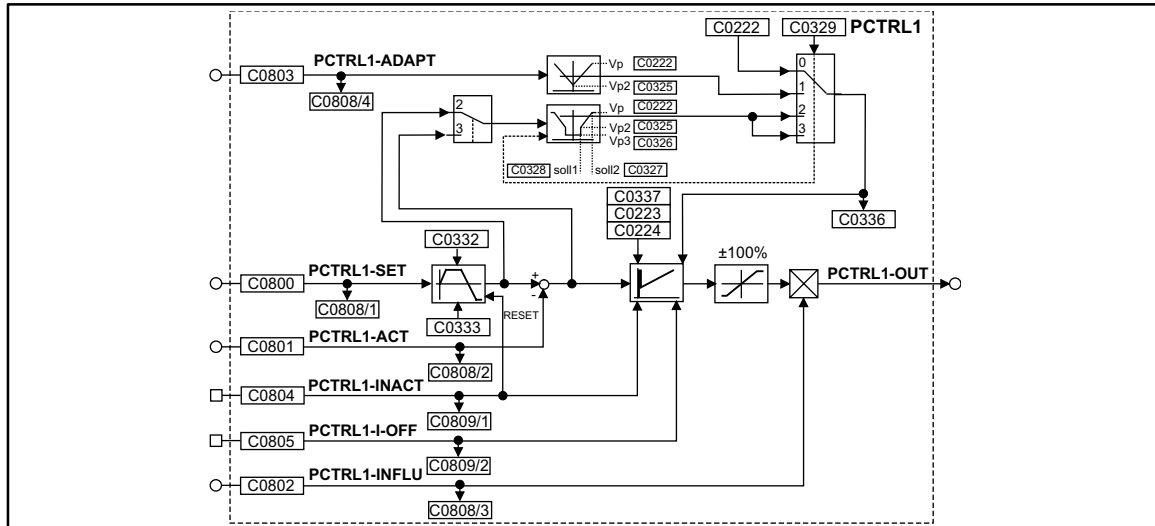 C0222
C0329
PCTRL1
C0803
PCTRL1-ADAPT
C0808/4
Vp C0222
Vp2 C0325
0
1
2
3
2
3
Vp C0222
Vp2 C0325
Vp3 C0326
C0328 soll1 soll2 C0327
C0337
C0223
C0224
C0336
C0332
±100%
C0800
PCTRL1-SET
C0808/1
+
-
PCTRL1-OUT
C0333
RESET
C0801
PCTRL1-ACT
C0808/2
C0804
PCTRL1-INACT
C0809/1
C0805
PCTRL1-I-OFF
C0809/2
C0802
PCTRL1-INFLU
C0808/3